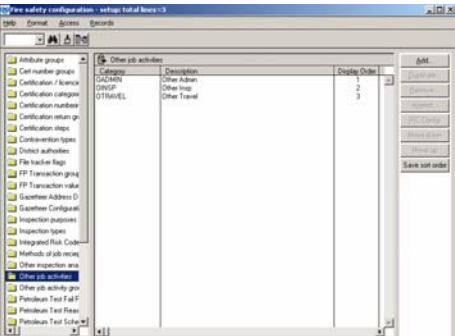 Fire safety configuration - setup: total lines=3
Help Format Access Records
Attribute groups
Cert number groups
Certification / licencin
Certification categori
Certification numberin
Certification return gr
Certification steps
Contravention types
District authorities
File tracker flags
FP Transaction group
FP Transaction value
Gazetteer Address D
Gazetteer Configurati
Inspection purposes
Inspection types
Integrated Risk Code
Methods of job reciep
Other inspection ana
Other job activities
Other job activity gro
Petroleum Test Fail F
Petroleum Test Reas
Petroleum Test Sche
Other job activities
Category Description Display Order
OADMIN Other Admin 1
OINSP Other Insp 2
OTRAVEL Other Travel 3
Add...
Duplicate...
Remove...
Move down
Move up
Save sort order